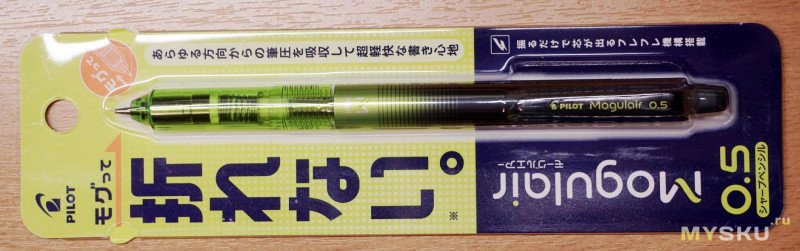 あらゆる方向からの筆圧を吸収して超軽快な書き心地
振るだけで芯が出るフレフレ機構搭載
PILOT Mogulair 0.5
PILOT
モグって
折れない。
※
Mogulair
モーグルエアー
0.5
シャープペンシル
MYSKU.ru